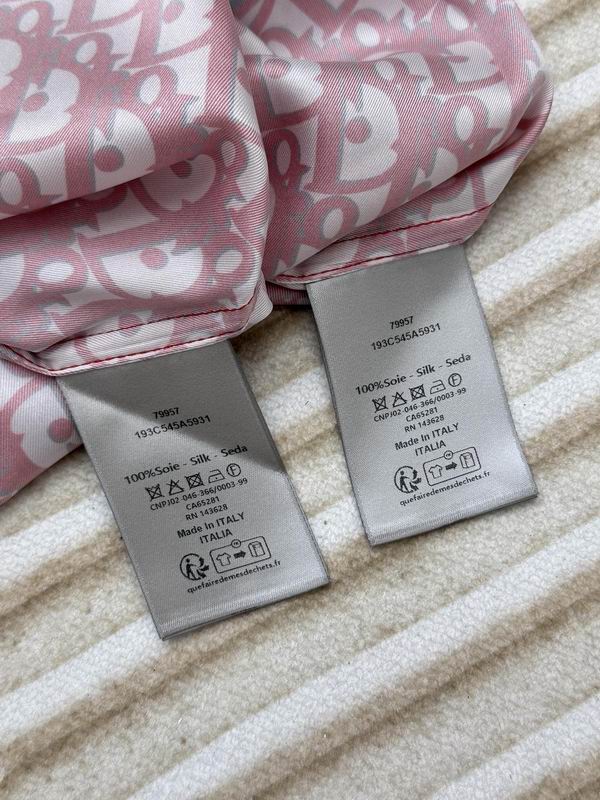 79957
193C545A5931
100%Soie - Silk - Seda
CNPJ02-046-366/0003-99
CA65281
RN 143628
Made In ITALY
ITALIA
FR
quefairedemesdechets.fr
79957
193C545A5931
100%Soie - Silk - Seda
CNPJ02-046-366/0003-99
CA65281
RN 143628
Made In ITALY
ITALIA
FR
quefairedemesdechets.fr